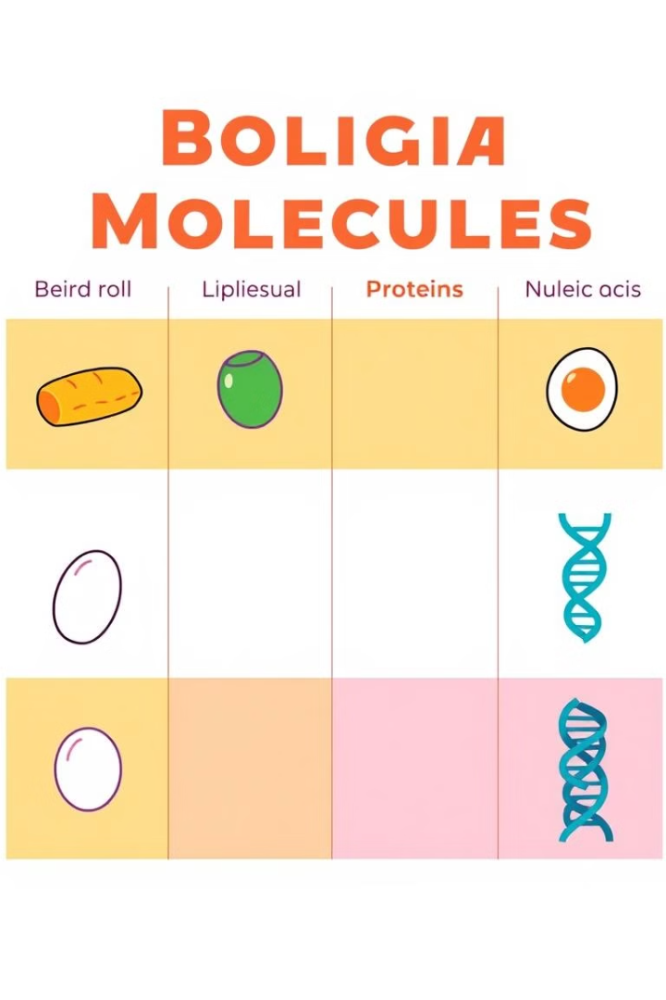 BOLIGIA
MOLECULES
Beird roll Lipliesual Proteins Nuleic acis